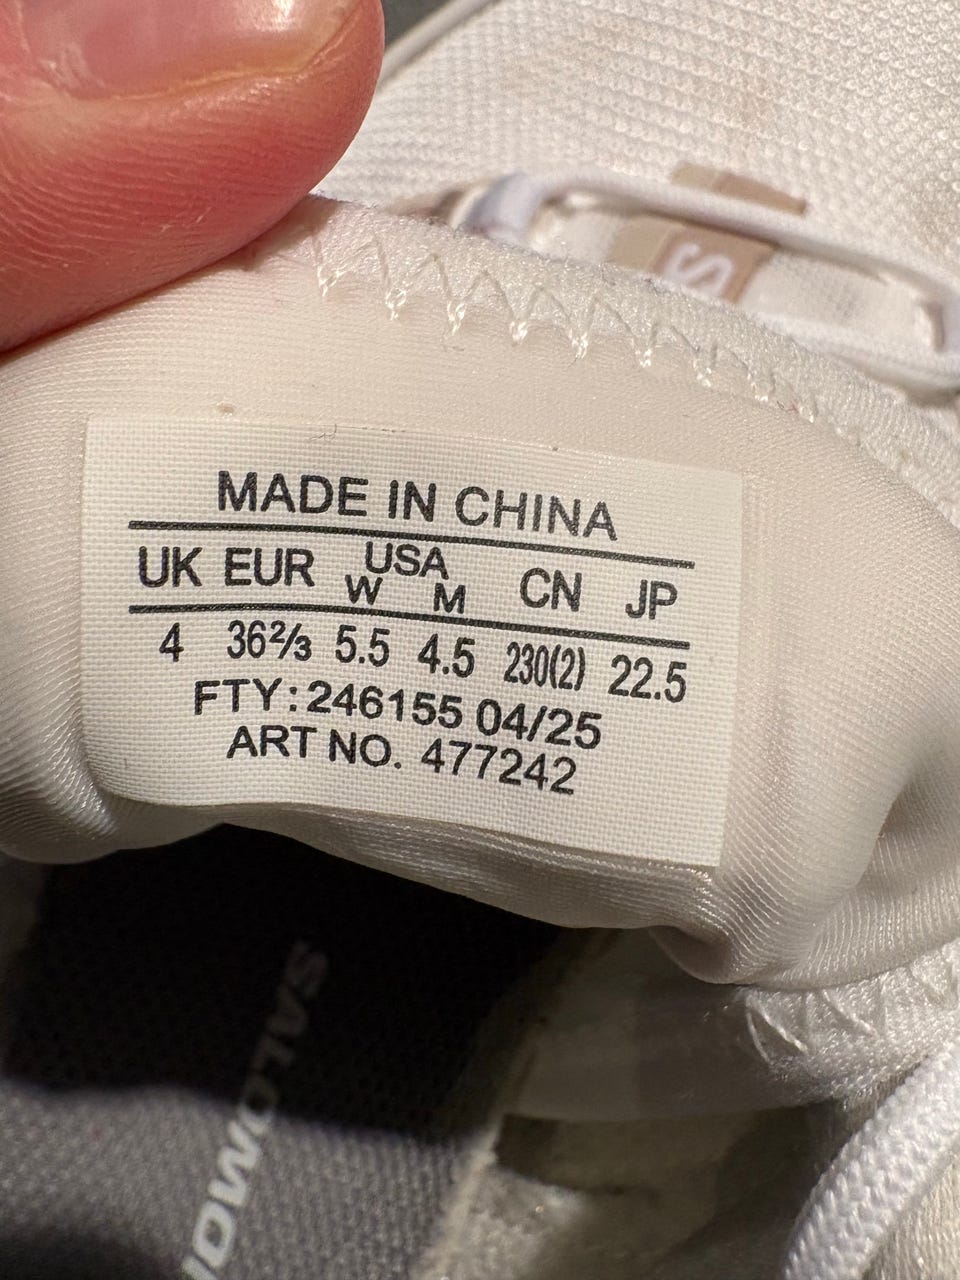 S
MADE IN CHINA
UK EUR USA CN JP
W M
4 36⅔ 5.5 4.5 230(2) 22.5
FTY: 246155 04/25
ART NO. 477242
SALOMO